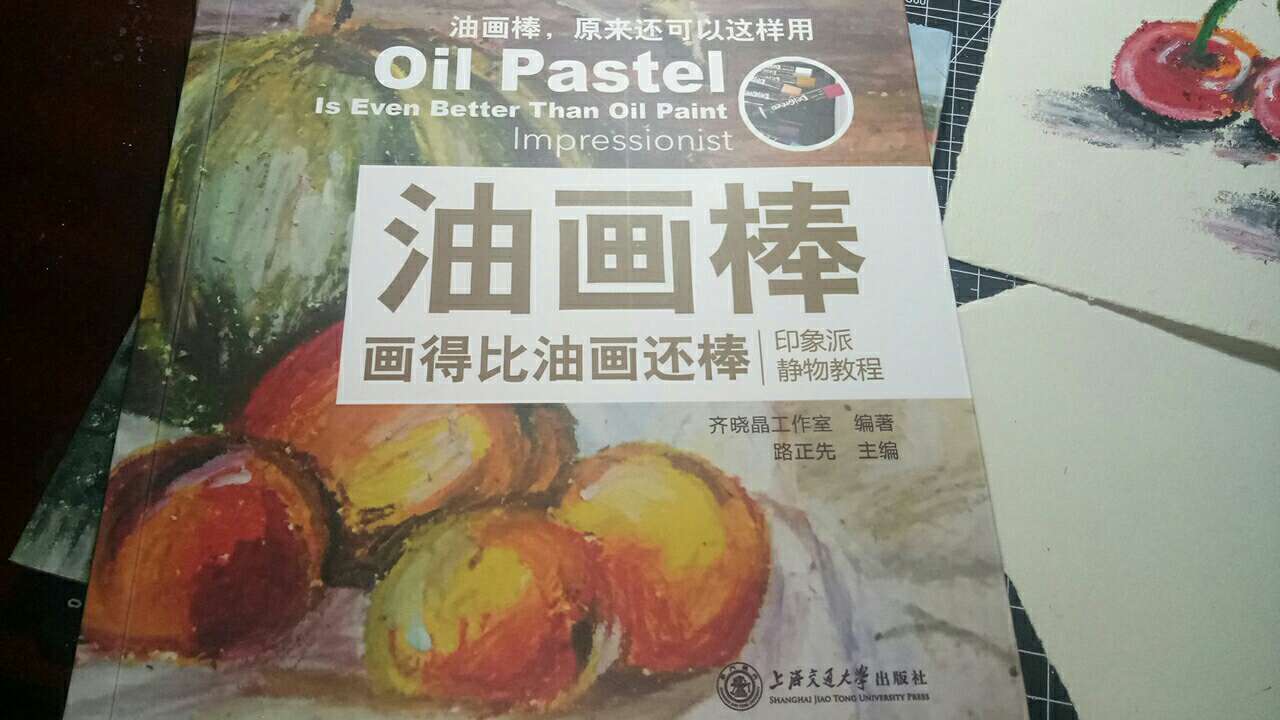 油画棒，原来还可以这样用
Oil Pastel
Is Even Better Than Oil Paint
Impressionist
油画棒
画得比油画还棒
印象派
静物教程
齐晓晶工作室 编著
路正先 主编
上海交通大学出版社
SHANGHAI JIAO TONG UNIVERSITY PRESS